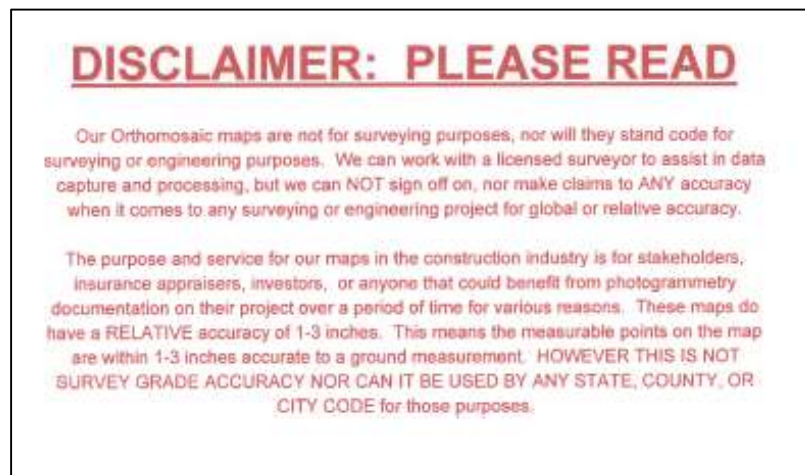 DISCLAIMER: PLEASE READ
Our Orthomosaic maps are not for surveying purposes, nor will they stand code for
surveying or engineering purposes. We can work with a licensed surveyor to assist in data
capture and processing, but we can NOT sign off on, nor make claims to ANY accuracy
when it comes to any surveying or engineering project for global or relative accuracy.
The purpose and service for our maps in the construction industry is for stakeholders,
insurance appraisers, investors, or anyone that could benefit from photogrammetry
documentation on their project over a period of time for various reasons. These maps do
have a RELATIVE accuracy of 1-3 inches. This means the measurable points on the map
are within 1-3 inches accurate to a ground measurement. HOWEVER THIS IS NOT
SURVEY GRADE ACCURACY NOR CAN IT BE USED BY ANY STATE, COUNTY, OR
CITY CODE for those purposes.